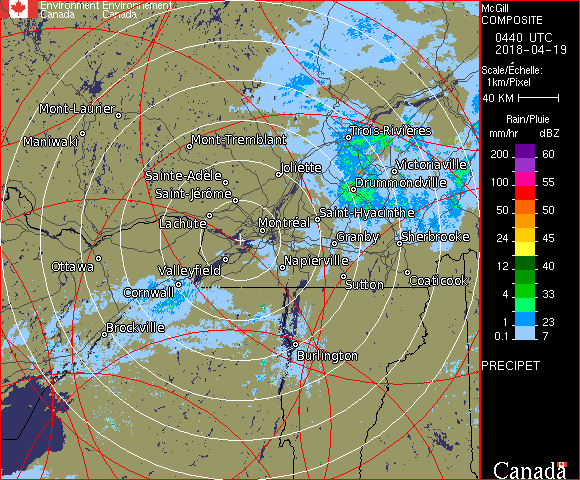 Environment Environnement
Canada Canada
McGill
COMPOSITE
0440 UTC
2018-04-19
Scale/Échelle:
1km/Pixel
40 KM
Rain/Pluie
mm/hr dBZ
200 60
100 55
50 50
24 45
12 40
4 33
1 23
0.1 7
PRECIPET
Canada
Mont-Laurier
Maniwaki
Mont-Tremblant
Trois-Rivières
Joliette
Victoriaville
Sainte-Adèle
Drummondville
Saint-Jérôme
Lachute
Saint-Hyacinthe
Montréal
Granby
Sherbrooke
Ottawa
Valleyfield
Napierville
Sutton
Coaticook
Cornwall
Brockville
Burlington